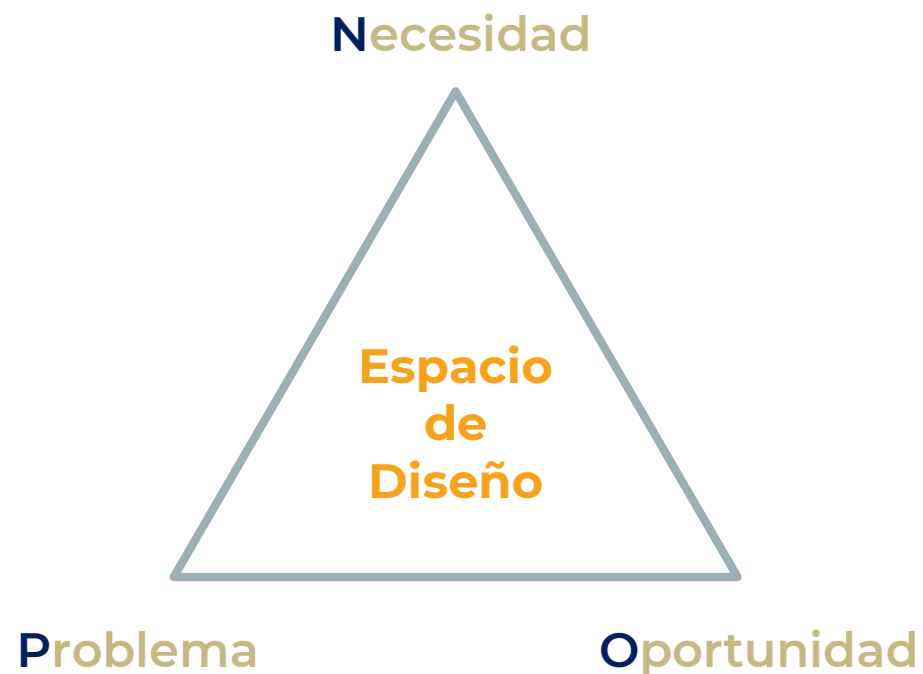 Necesidad
Espacio
de
Diseño
Problema Oportunidad